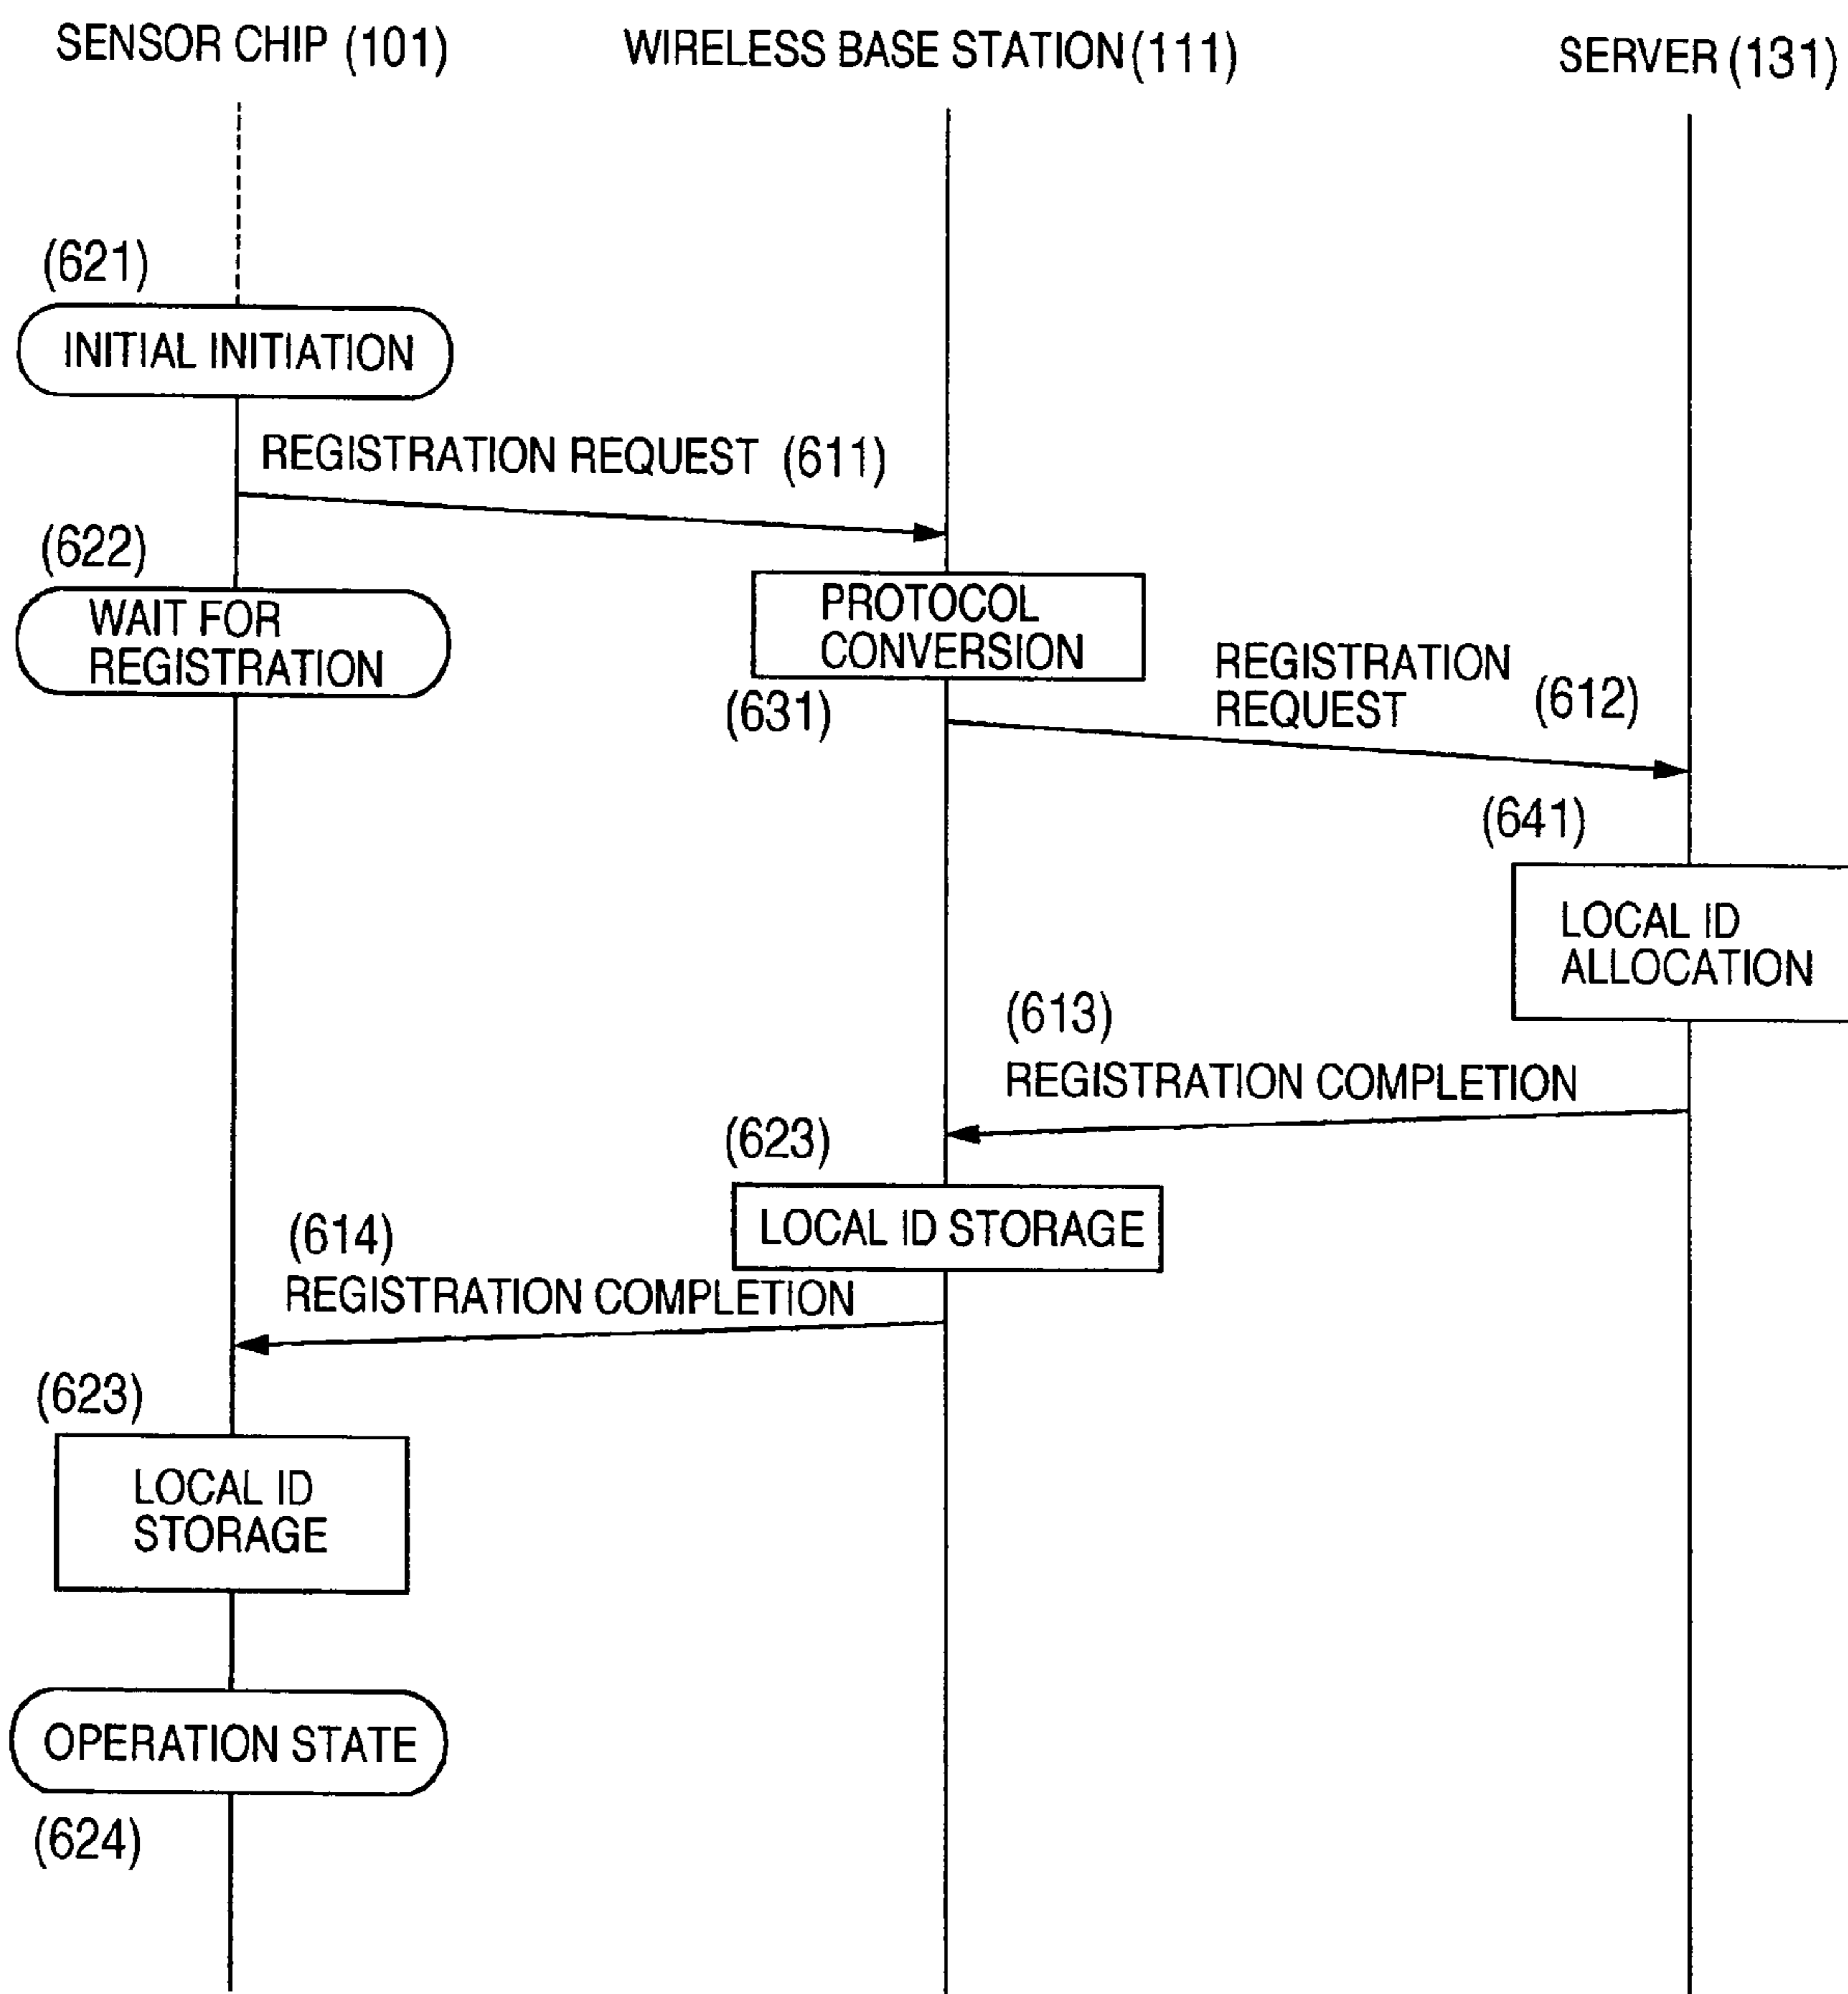 SENSOR CHIP (101)
WIRELESS BASE STATION (111)
SERVER (131)
(621)
INITIAL INITIATION
REGISTRATION REQUEST (611)
(622)
WAIT FOR
REGISTRATION
PROTOCOL
CONVERSION
(631)
REGISTRATION
REQUEST
(612)
(641)
LOCAL ID
ALLOCATION
(613)
REGISTRATION COMPLETION
(623)
LOCAL ID STORAGE
(614)
REGISTRATION COMPLETION
(623)
LOCAL ID
STORAGE
OPERATION STATE
(624)